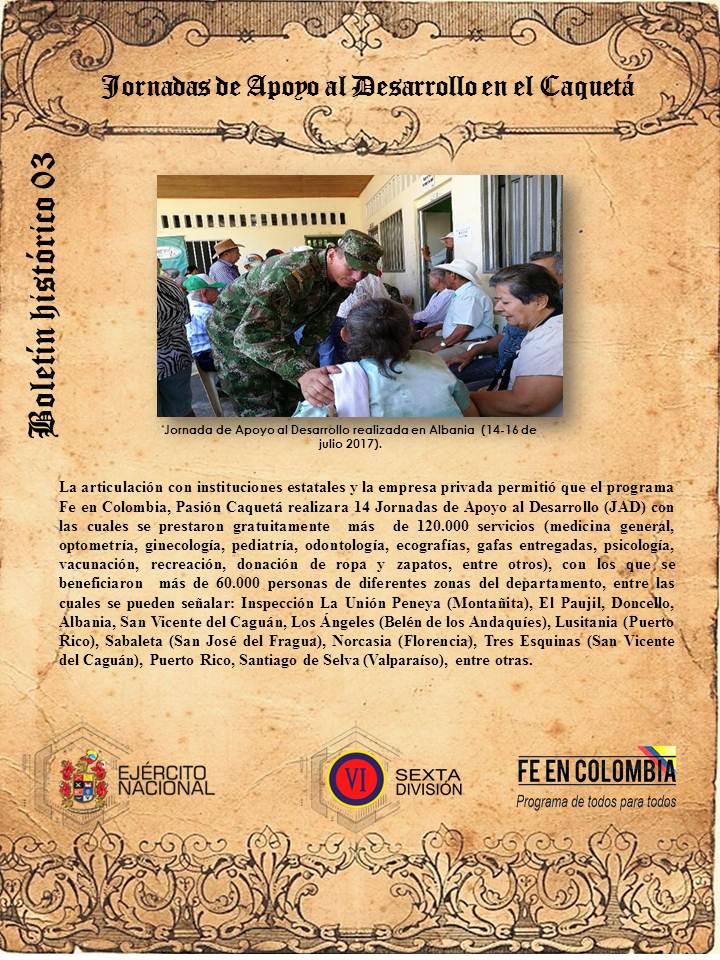 Jornadas de Apoyo al Desarrollo en el Caquetá
Boletín histórico 03
*Jornada de Apoyo al Desarrollo realizada en Albania (14-16 de
julio 2017).
La articulación con instituciones estatales y la empresa privada permitió que el programa
Fe en Colombia, Pasión Caquetá realizara 14 Jornadas de Apoyo al Desarrollo (JAD) con
las cuales se prestaron gratuitamente más de 120.000 servicios (medicina general,
optometría, ginecología, pediatría, odontología, ecografías, gafas entregadas, psicología,
vacunación, recreación, donación de ropa y zapatos, entre otros), con los que se
beneficiaron más de 60.000 personas de diferentes zonas del departamento, entre las
cuales se pueden señalar: Inspección La Unión Peneya (Montañita), El Paujil, Doncello,
Albania, San Vicente del Caguán, Los Ángeles (Belén de los Andaquíes), Lusitania (Puerto
Rico), Sabaleta (San José del Fragua), Norcasia (Florencia), Tres Esquinas (San Vicente
del Caguán), Puerto Rico, Santiago de Selva (Valparaíso), entre otras.
EJÉRCITO
NACIONAL
VI
SEXTA
DIVISIÓN
FE EN COLOMBIA
Programa de todos para todos